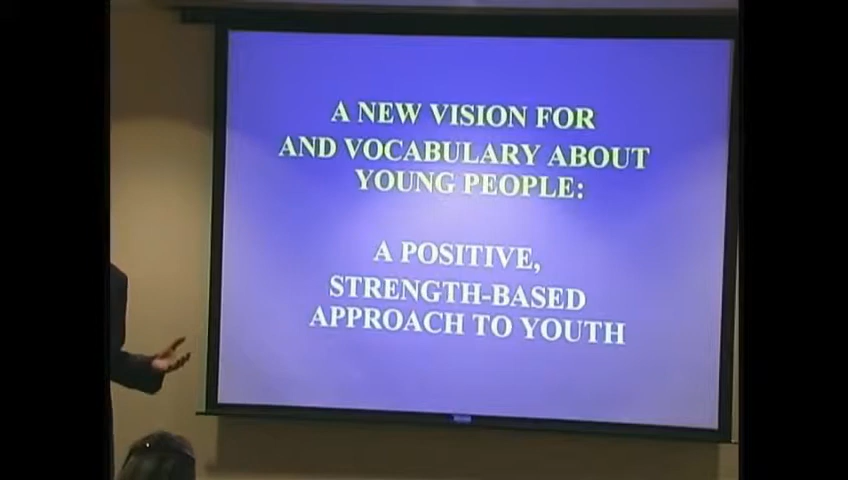 A NEW VISION FOR
AND VOCABULARY ABOUT
YOUNG PEOPLE:
A POSITIVE,
STRENGTH-BASED
APPROACH TO YOUTH